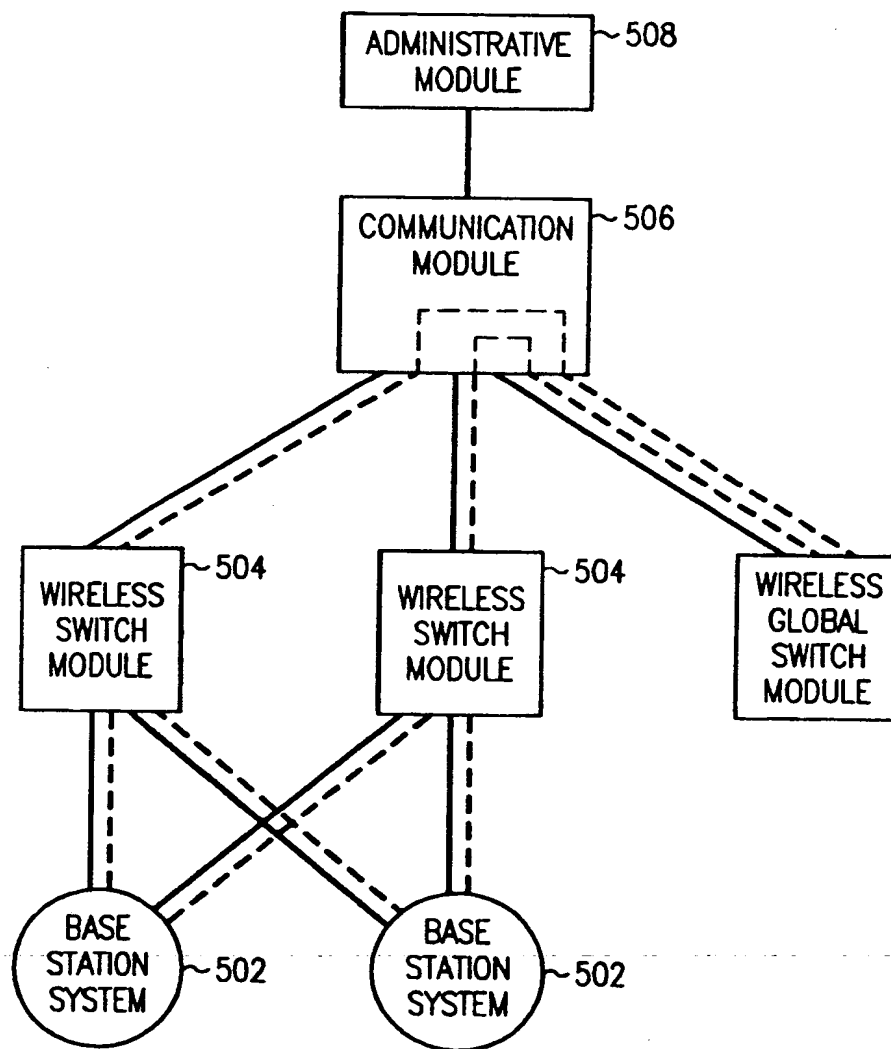 ADMINISTRATIVE
MODULE
508
COMMUNICATION
MODULE
506
WIRELESS
SWITCH
MODULE
504
WIRELESS
SWITCH
MODULE
504
WIRELESS
GLOBAL
SWITCH
MODULE
BASE
STATION
SYSTEM
502
BASE
STATION
SYSTEM
502